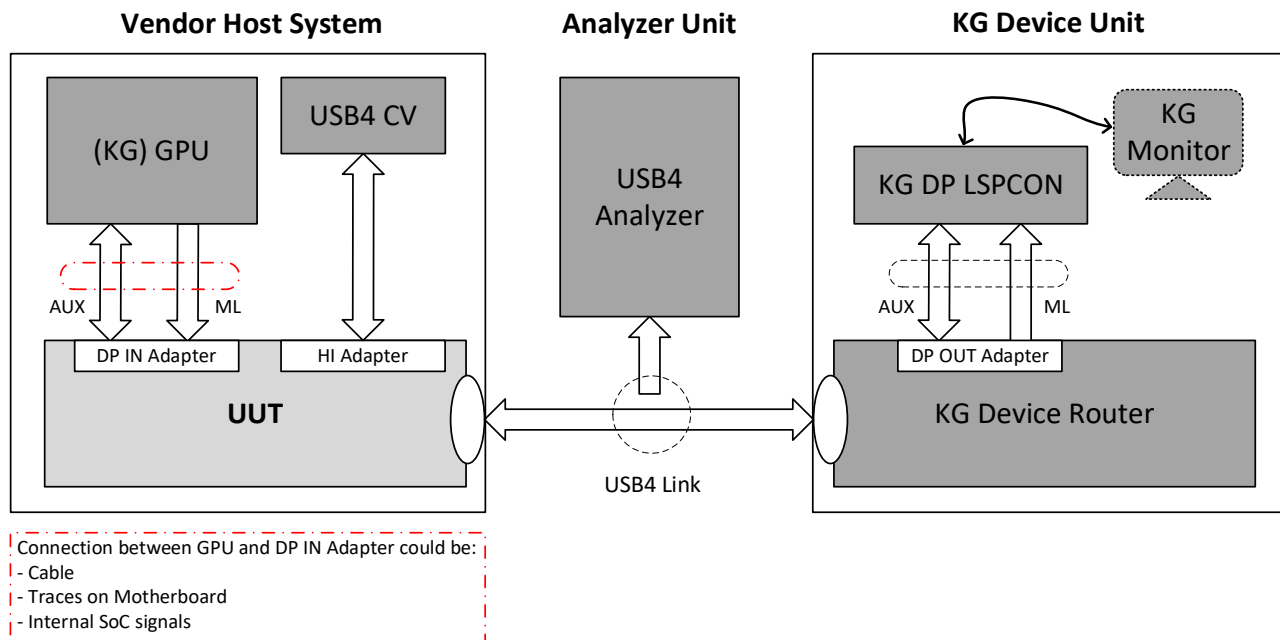 Vendor Host System
Analyzer Unit
KG Device Unit
(KG) GPU
USB4 CV
USB4
Analyzer
KG DP LSPCON
KG
Monitor
AUX
ML
AUX
ML
DP IN Adapter
HI Adapter
DP OUT Adapter
UUT
KG Device Router
USB4 Link
Connection between GPU and DP IN Adapter could be:
- Cable
- Traces on Motherboard
- Internal SoC signals